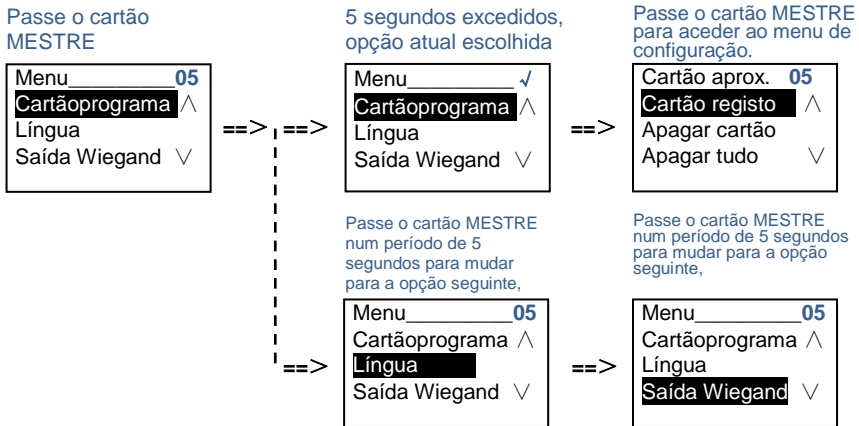 Passe o cartão
MESTRE
Menu_________05
Cartãoprograma ∧
Língua
Saída Wiegand ∨
==> ==>
5 segundos excedidos,
opção atual escolhida
Menu_________ √
Cartãoprograma ∧
Língua
Saída Wiegand ∨
==>
Passe o cartão MESTRE
para aceder ao menu de
configuração.
Cartão aprox. 05
Cartão registo ∧
Apagar cartão
Apagar tudo ∨
Passe o cartão MESTRE
num período de 5
segundos para mudar
para a opção seguinte,
==>
Menu_________05
Cartãoprograma ∧
Língua
Saída Wiegand ∨
==>
Passe o cartão MESTRE
num período de 5 segundos
para mudar para a opção
seguinte,
Menu_________05
Cartãoprograma ∧
Língua
Saída Wiegand ∨